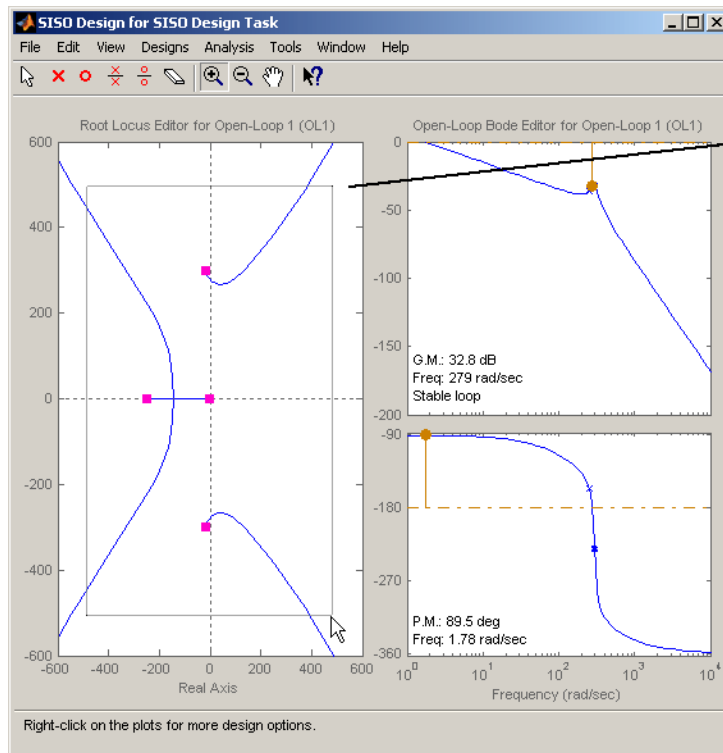 SISO Design for SISO Design Task
File Edit View Designs Analysis Tools Window Help
Root Locus Editor for Open-Loop 1 (OL1)
600
400
200
0
-200
-400
-600
-600 -400 -200 0 200 400 600
Real Axis
Open-Loop Bode Editor for Open-Loop 1 (OL1)
0
-50
-100
-150
-200
G.M.: 32.8 dB
Freq: 279 rad/sec
Stable loop
-90
-180
-270
-360
P.M.: 89.5 deg
Freq: 1.78 rad/sec
10^0 10^1 10^2 10^3 10^4
Frequency (rad/sec)
Right-click on the plots for more design options.